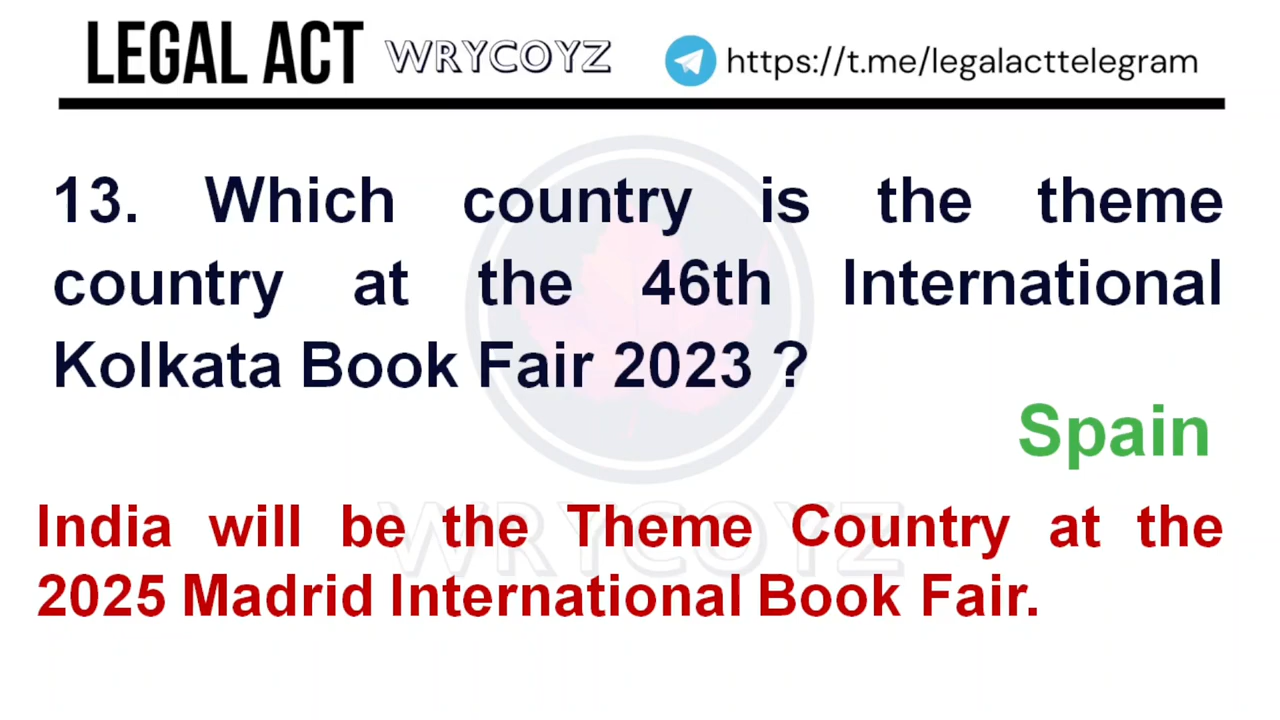 LEGAL ACT WRYCOYZ https://t.me/legalacttelegram
13. Which country is the theme
country at the 46th International
Kolkata Book Fair 2023 ?
Spain
WRYCOYZ
India will be the Theme Country at the
2025 Madrid International Book Fair.